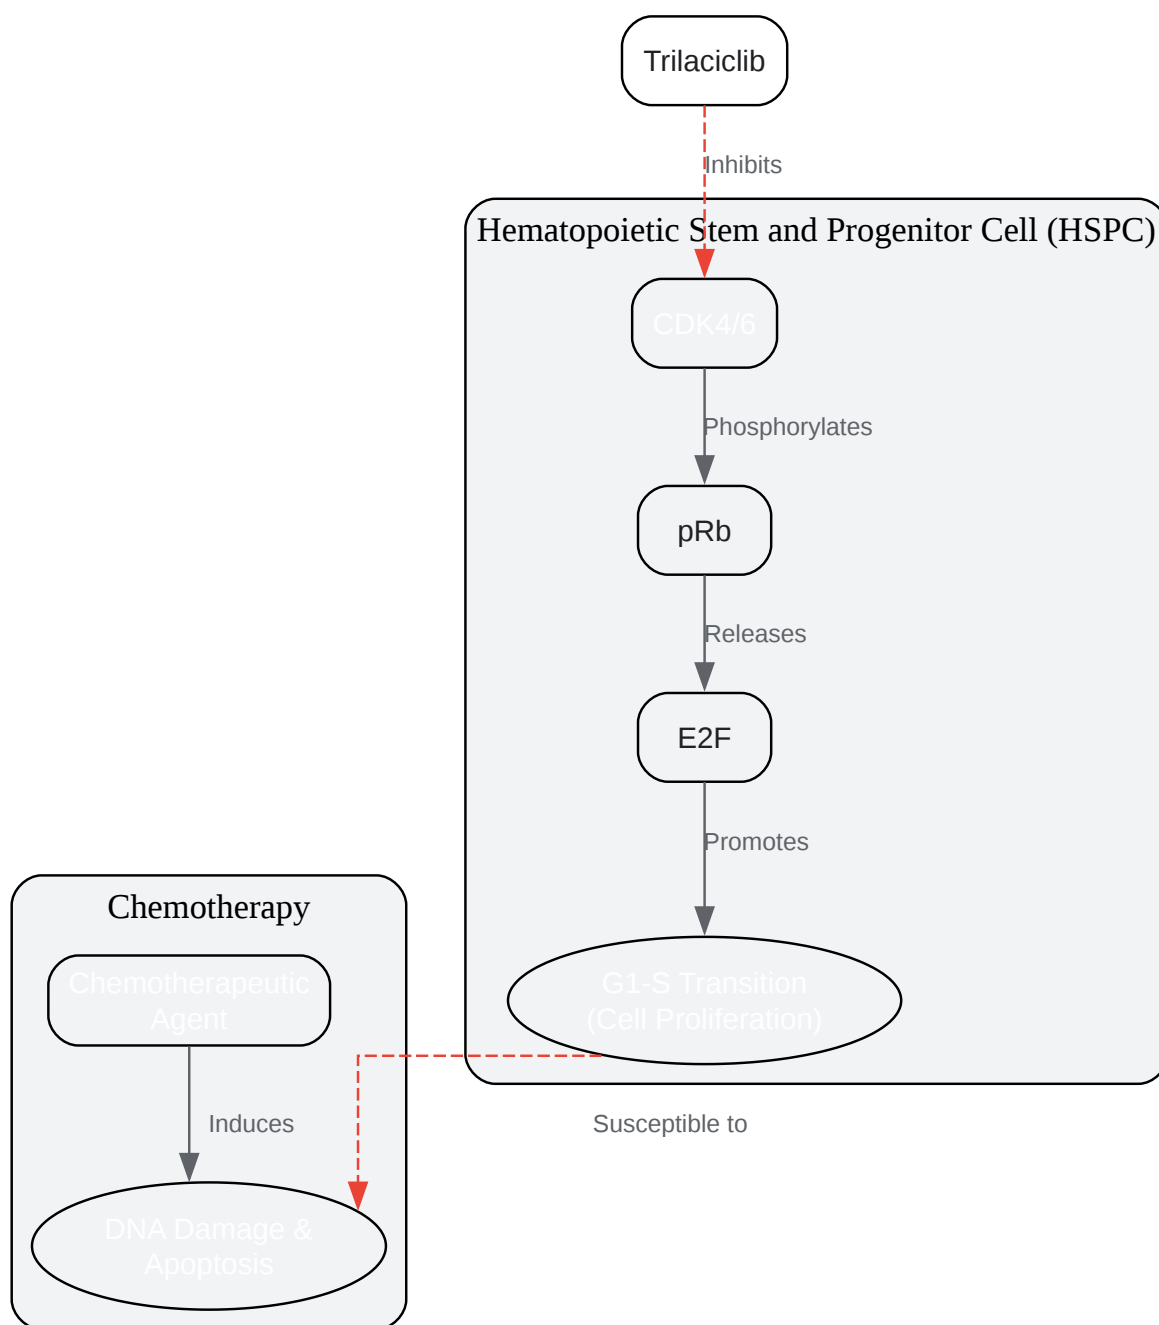 Trilaciclib
Inhibits
Hematopoietic Stem and Progenitor Cell (HSPC)
CDK4/6
Phosphorylates
pRb
Releases
E2F
Promotes
G1-S Transition
(Cell Proliferation)
Chemotherapy
Chemotherapeutic
Agent
Induces
Susceptible to
DNA Damage &
Apoptosis